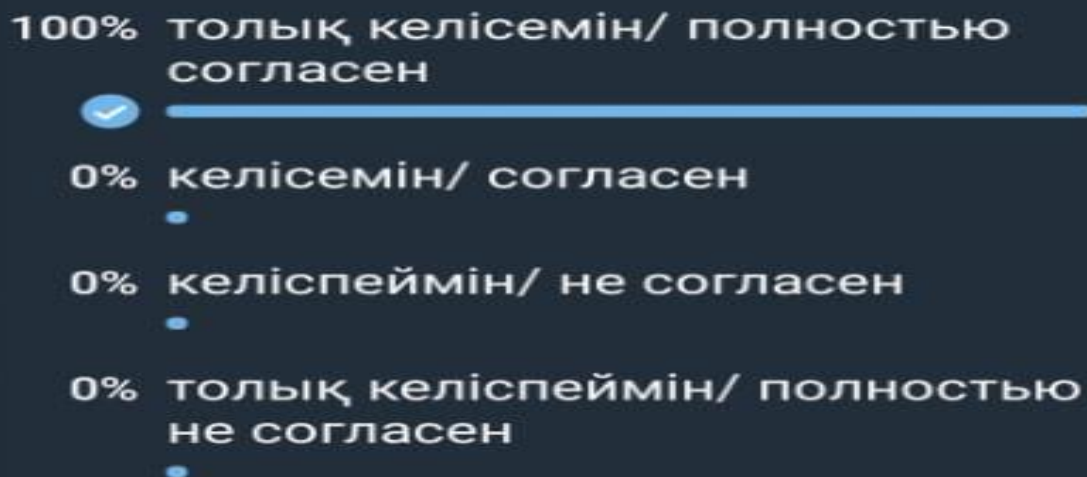 100% толық келісемін/ полностью
согласен
0% келісемін/ согласен
0% келіспеймін/ не согласен
0% толық келіспеймін/ полностью
не согласен